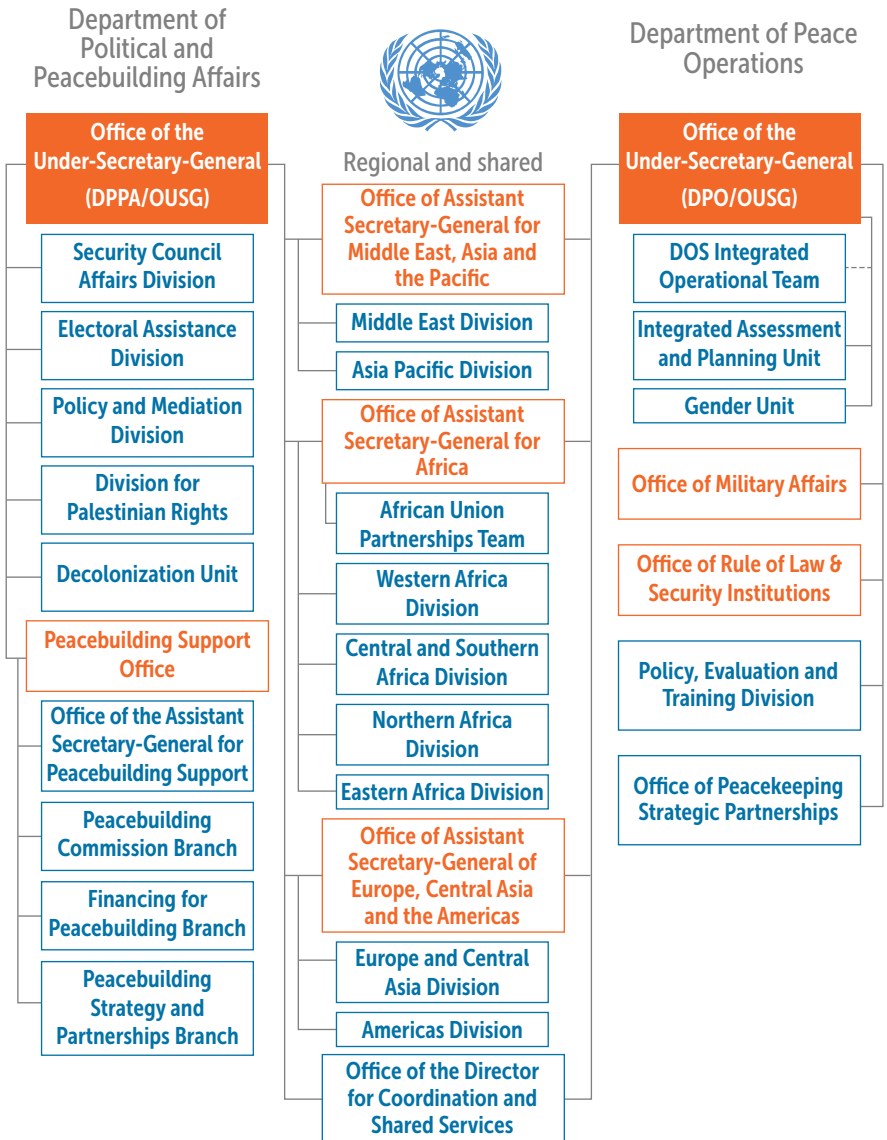 Department of
Political and
Peacebuilding Affairs
Office of the
Under-Secretary-General
(DPPA/OUSG)
Security Council
Affairs Division
Electoral Assistance
Division
Policy and Mediation
Division
Division for
Palestinian Rights
Decolonization Unit
Peacebuilding Support
Office
Office of the Assistant
Secretary-General for
Peacebuilding Support
Peacebuilding
Commission Branch
Financing for
Peacebuilding Branch
Peacebuilding
Strategy and
Partnerships Branch
Regional and shared
Office of Assistant
Secretary-General for
Middle East, Asia and
the Pacific
Middle East Division
Asia Pacific Division
Office of Assistant
Secretary-General for
Africa
African Union
Partnerships Team
Western Africa
Division
Central and Southern
Africa Division
Northern Africa
Division
Eastern Africa Division
Office of Assistant
Secretary-General of
Europe, Central Asia
and the Americas
Europe and Central
Asia Division
Americas Division
Office of the Director
for Coordination and
Shared Services
Department of Peace
Operations
Office of the
Under-Secretary-General
(DPO/OUSG)
DOS Integrated
Operational Team
Integrated Assessment
and Planning Unit
Gender Unit
Office of Military Affairs
Office of Rule of Law &
Security Institutions
Policy, Evaluation and
Training Division
Office of Peacekeeping
Strategic Partnerships